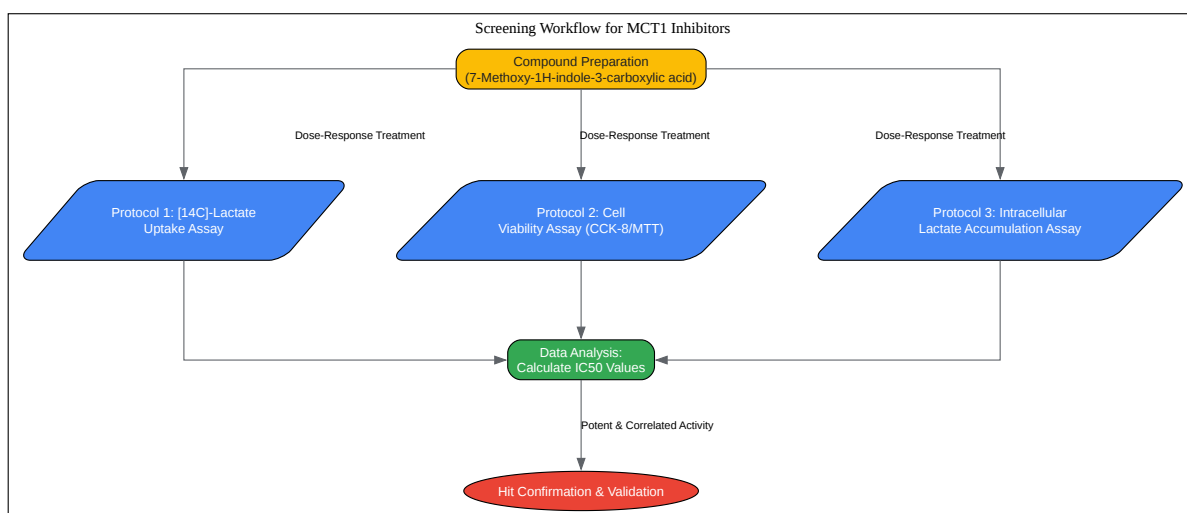 Screening Workflow for MCT1 Inhibitors
Compound Preparation
(7-Methoxy-1H-indole-3-carboxylic acid)
Dose-Response Treatment
Dose-Response Treatment
Dose-Response Treatment
Protocol 1: [14C]-Lactate
Uptake Assay
Protocol 2: Cell
Viability Assay (CCK-8/MTT)
Protocol 3: Intracellular
Lactate Accumulation Assay
Data Analysis:
Calculate IC50 Values
Potent & Correlated Activity
Hit Confirmation & Validation